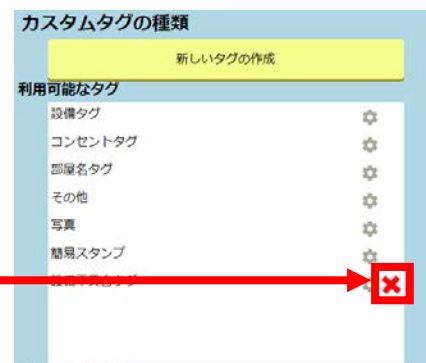 カスタムタグの種類
新しいタグの作成
利用可能なタグ
設備タグ
コンセントタグ
部屋名タグ
その他
写真
簡易スタンプ